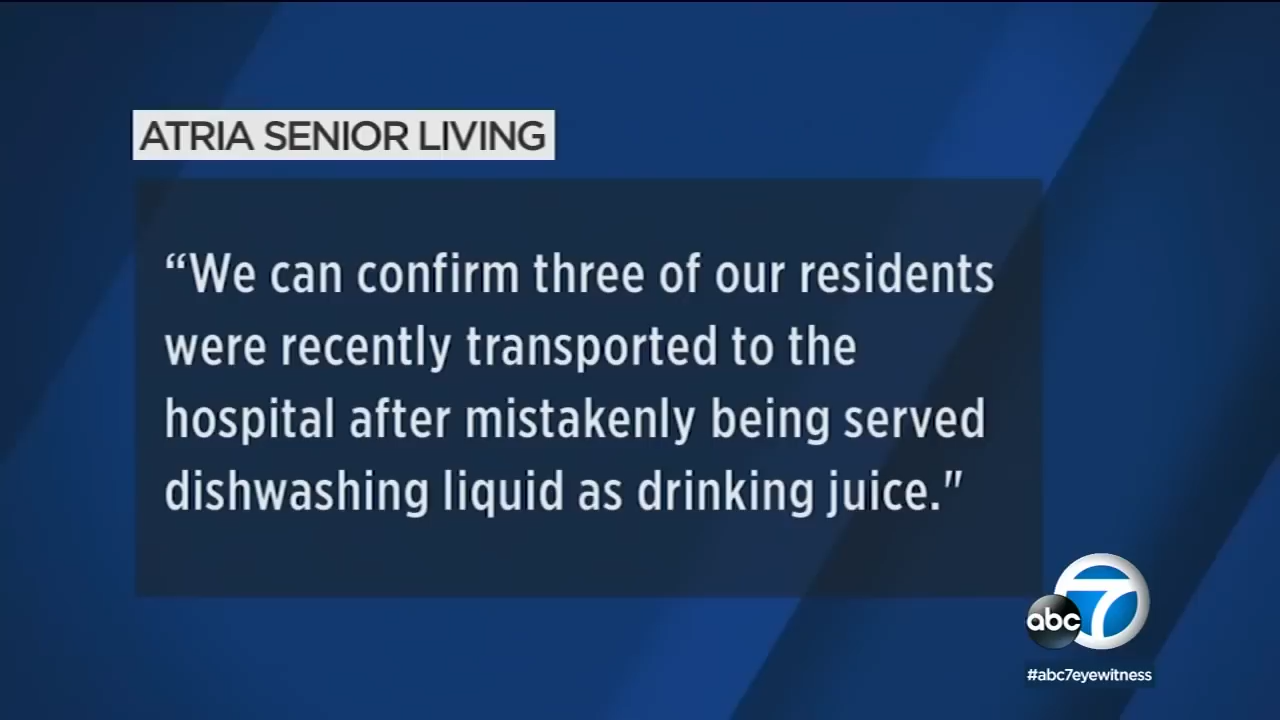 ATRIA SENIOR LIVING
“We can confirm three of our residents
were recently transported to the
hospital after mistakenly being served
dishwashing liquid as drinking juice."
abc 7
#abc7eyewitness